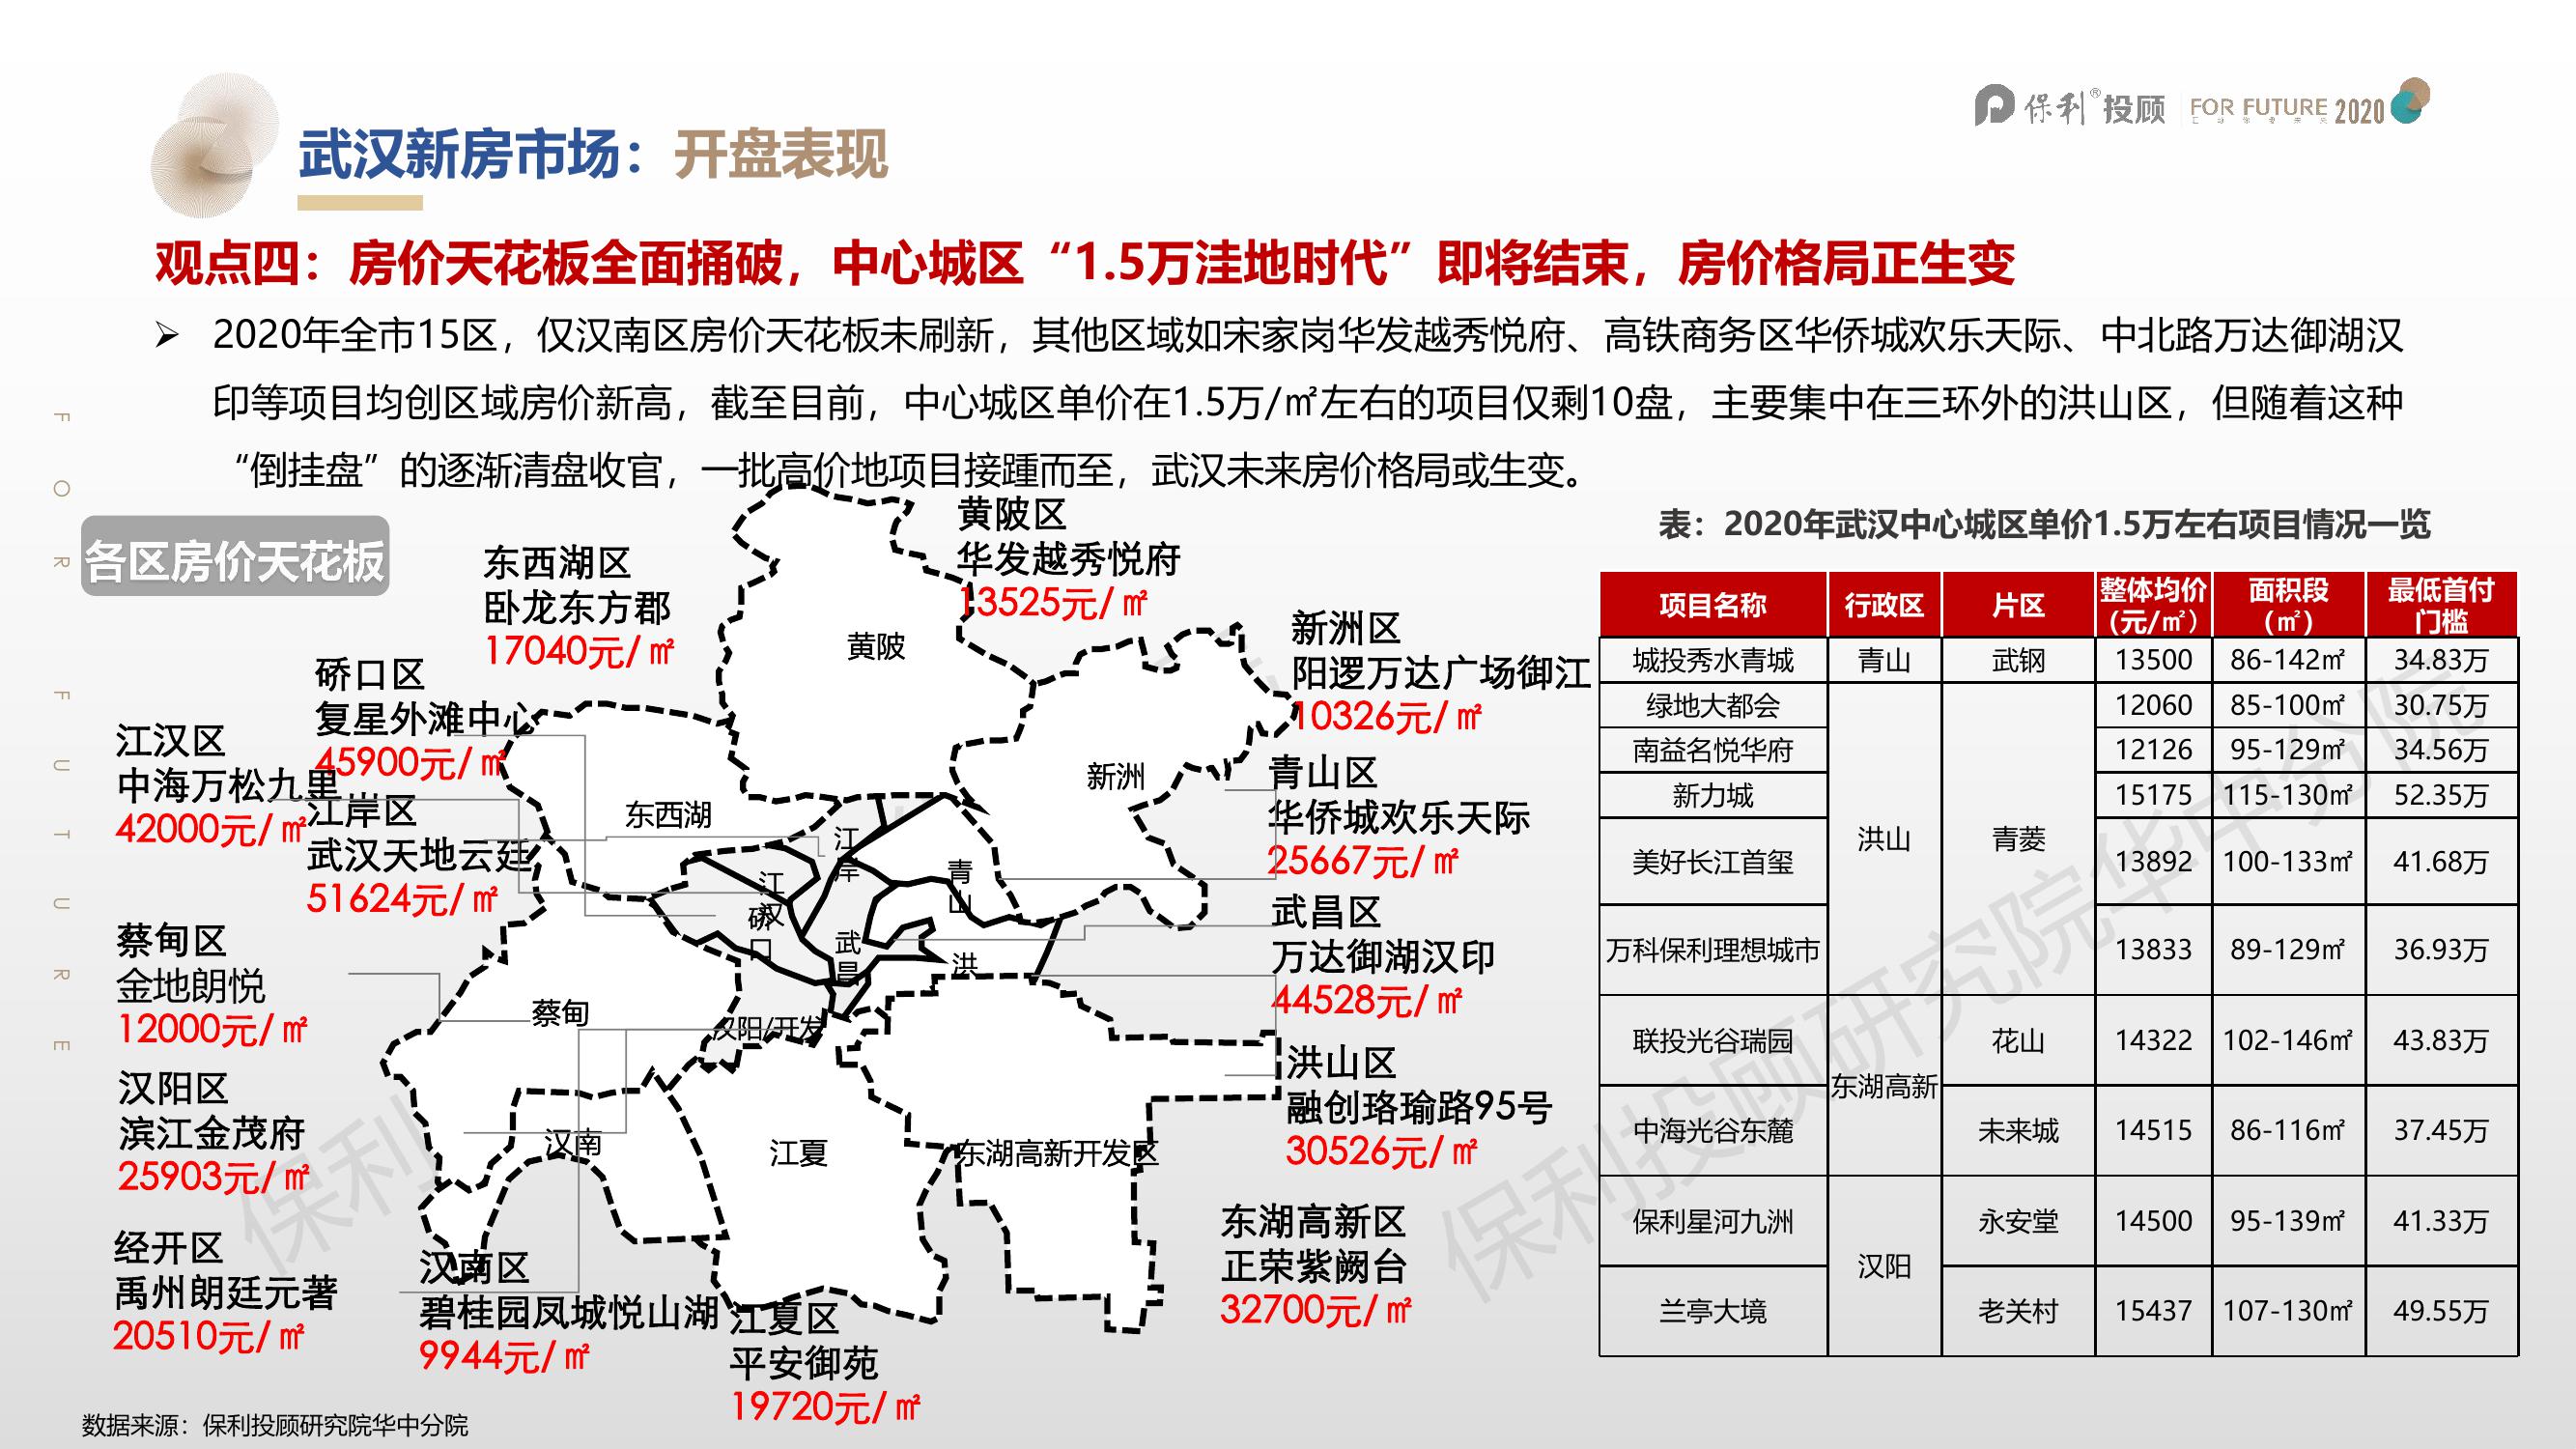 保利®投顾 FOR FUTURE 2020
武汉新房市场：开盘表现
观点四：房价天花板全面捅破，中心城区“1.5万洼地时代”即将结束，房价格局正生变
➢ 2020年全市15区，仅汉南区房价天花板未刷新，其他区域如宋家岗华发越秀悦府、高铁商务区华侨城欢乐天际、中北路万达御湖汉
印等项目均创区域房价新高，截至目前，中心城区单价在1.5万/㎡左右的项目仅剩10盘，主要集中在三环外的洪山区，但随着这种
“倒挂盘”的逐渐清盘收官，一批高价地项目接踵而至，武汉未来房价格局或生变。
FOR FUTURE
各区房价天花板
黄陂区
华发越秀悦府
13525元/㎡
东西湖区
卧龙东方郡
17040元/㎡
新洲区
阳逻万达广场御江
10326元/㎡
硚口区
复星外滩中心
45900元/㎡
江汉区
中海万松九里
42000元/㎡
江岸区
武汉天地云廷
51624元/㎡
青山区
华侨城欢乐天际
25667元/㎡
武昌区
万达御湖汉印
44528元/㎡
蔡甸区
金地朗悦
12000元/㎡
汉阳区
滨江金茂府
25903元/㎡
洪山区
融创珞瑜路95号
30526元/㎡
经开区
禹州朗廷元著
20510元/㎡
汉南区
碧桂园凤城悦山湖
9944元/㎡
江夏区
平安御苑
19720元/㎡
东湖高新区
正荣紫阙台
32700元/㎡
黄陂
新洲
东西湖
江岸
青山
江汉
硚口
武昌
洪
蔡甸
汉阳/开发
汉南
江夏
东湖高新开发区
表：2020年武汉中心城区单价1.5万左右项目情况一览
项目名称 行政区 片区 整体均价（元/㎡） 面积段（㎡） 最低首付门槛
城投秀水青城 青山 武钢 13500 86-142㎡ 34.83万
绿地大都会 洪山 青菱 12060 85-100㎡ 30.75万
南益名悦华府 12126 95-129㎡ 34.56万
新力城 15175 115-130㎡ 52.35万
美好长江首玺 13892 100-133㎡ 41.68万
万科保利理想城市 13833 89-129㎡ 36.93万
联投光谷瑞园 东湖高新 花山 14322 102-146㎡ 43.83万
中海光谷东麓 未来城 14515 86-116㎡ 37.45万
保利星河九洲 汉阳 永安堂 14500 95-139㎡ 41.33万
兰亭大境 老关村 15437 107-130㎡ 49.55万
保利投顾研究院华中分院
保利
数据来源：保利投顾研究院华中分院